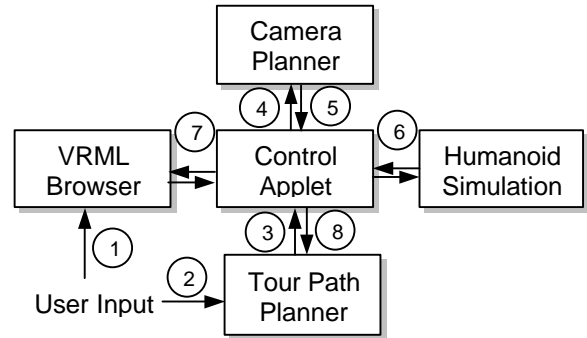 Camera
Planner
4
5
7
6
VRML
Browser
Control
Applet
Humanoid
Simulation
1
3
8
2
User Input
Tour Path
Planner